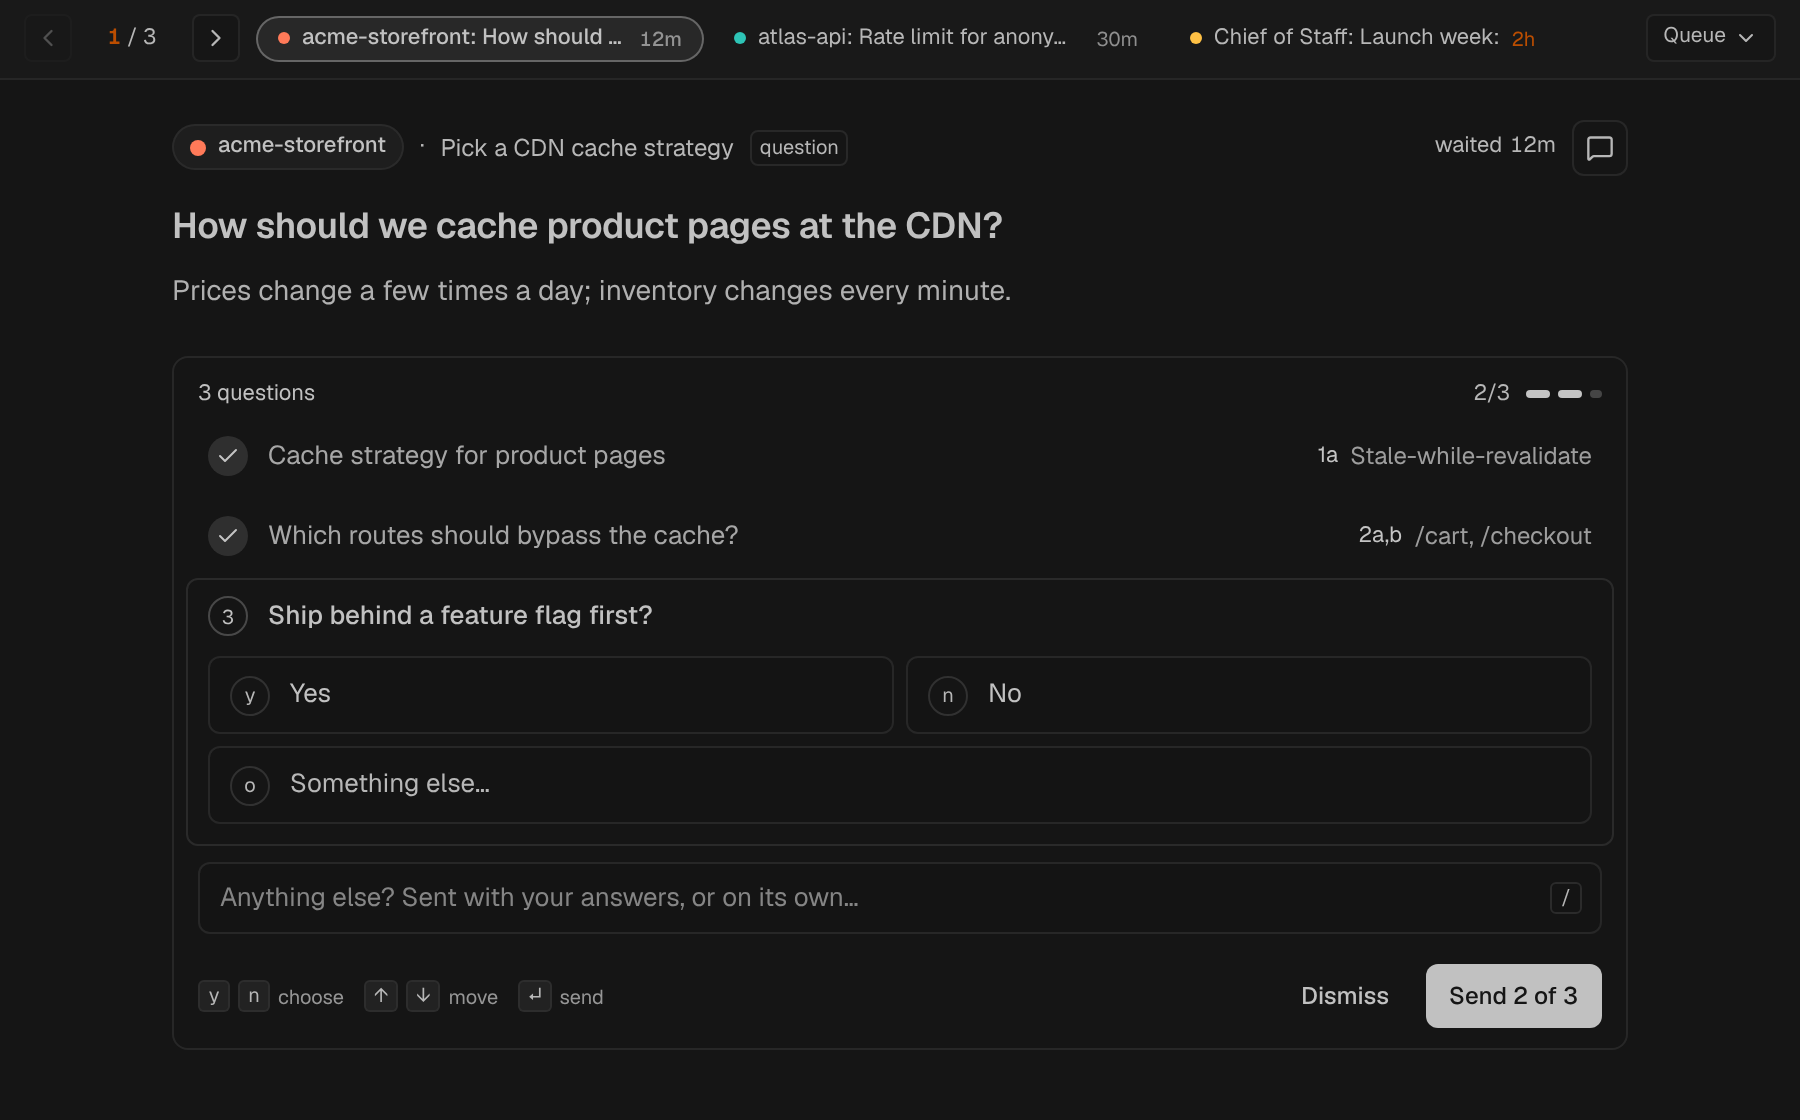 1 / 3
acme-storefront: How should ... 12m
atlas-api: Rate limit for anony... 30m
Chief of Staff: Launch week: 2h
Queue
acme-storefront · Pick a CDN cache strategy question
waited 12m
How should we cache product pages at the CDN?
Prices change a few times a day; inventory changes every minute.
3 questions
2/3
Cache strategy for product pages
1a Stale-while-revalidate
Which routes should bypass the cache?
2a,b /cart, /checkout
3 Ship behind a feature flag first?
y Yes
n No
o Something else...
Anything else? Sent with your answers, or on its own... /
y n choose ↑ ↓ move ↵ send
Dismiss
Send 2 of 3